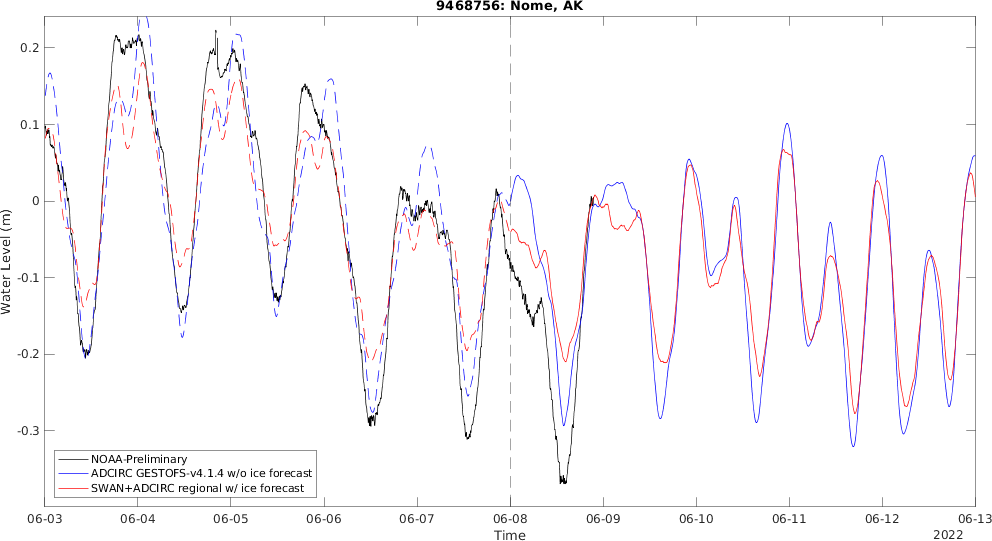 9468756: Nome, AK
Water Level (m)
0.2
0.1
0
-0.1
-0.2
-0.3
NOAA-Preliminary
ADCIRC GESTOFS-v4.1.4 w/o ice forecast
SWAN+ADCIRC regional w/ ice forecast
06-03 06-04 06-05 06-06 06-07 06-08 06-09 06-10 06-11 06-12 06-13
Time
2022